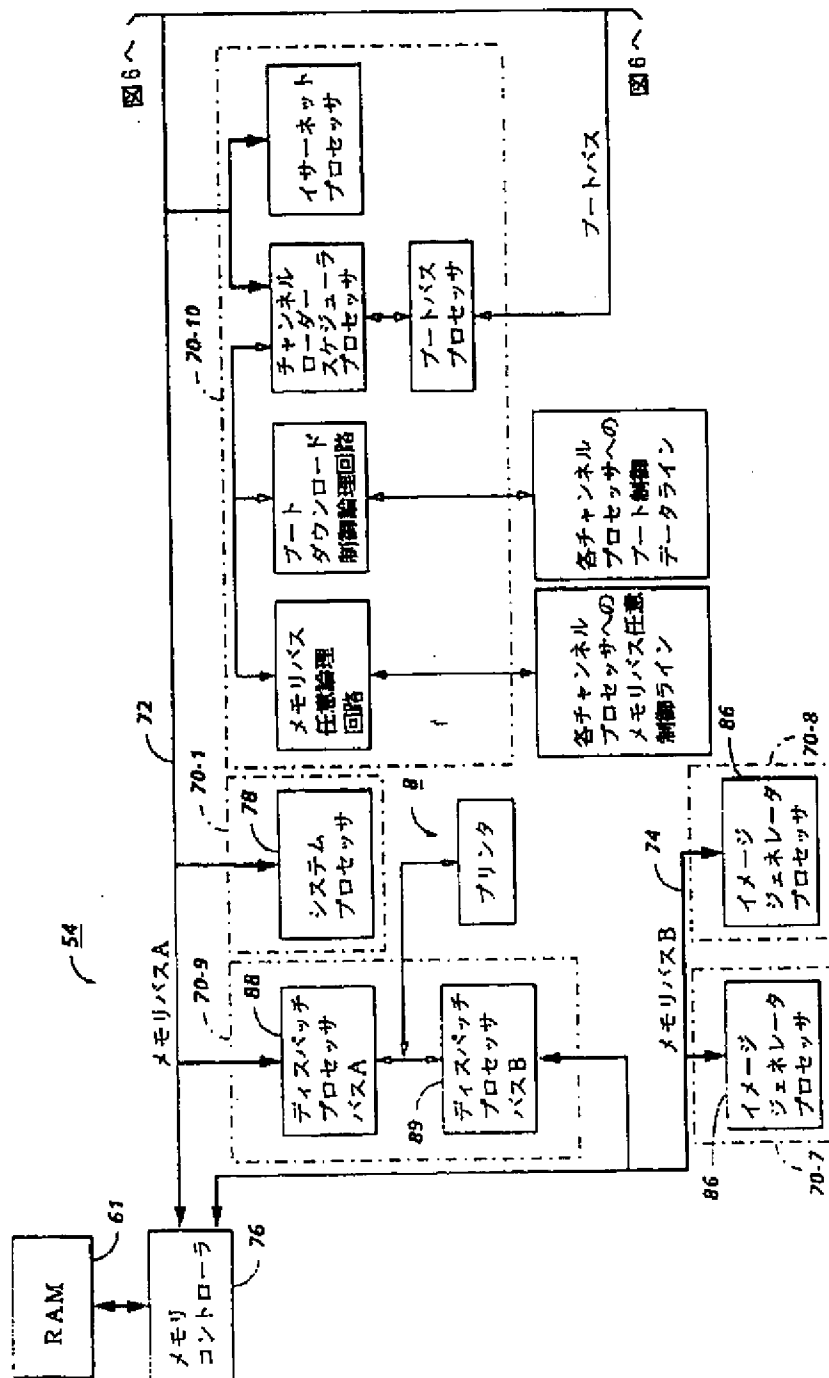 54
RAM
61
メモリ
コントローラ
76
メモリバスA
72
70-9
88
ディスパッチ
プロセッサ
バスA
89
ディスパッチ
プロセッサ
バスB
70-1
78
システム
プロセッサ
プリンタ
8
70-10
メモリバス
任意論理
回路
ブート
ダウンロード
制御論理回路
チャンネル
ローダー
スケジューラ
プロセッサ
イサーネット
プロセッサ
ブートバス
プロセッサ
ブートバス
図6へ
図6へ
各チャンネル
プロセッサへの
メモリバス任意
制御ライン
各チャンネル
プロセッサへの
ブート制御
データライン
メモリバスB
74
86
イメージ
ジェネレータ
プロセッサ
70-7
86
イメージ
ジェネレータ
プロセッサ
70-8